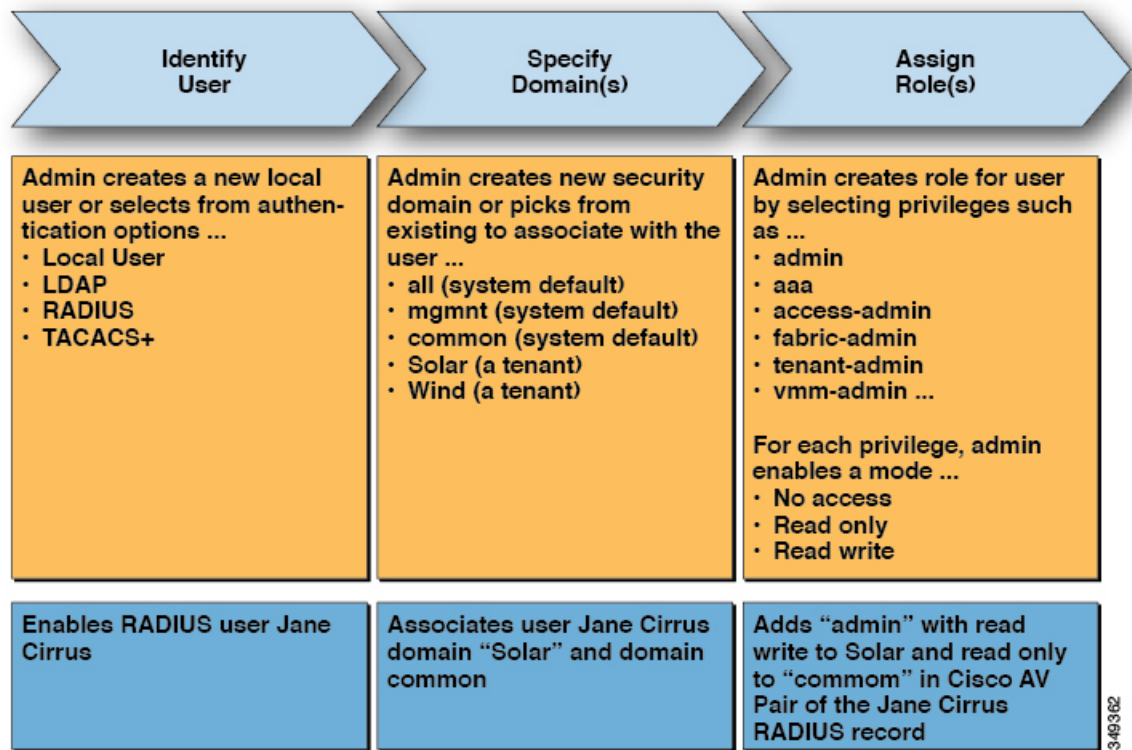 Identify
User
Specify
Domain(s)
Assign
Role(s)
Admin creates a new local
user or selects from authen-
tication options ...
• Local User
• LDAP
• RADIUS
• TACACS+
Admin creates new security
domain or picks from
existing to associate with the
user ...
• all (system default)
• mgmnt (system default)
• common (system default)
• Solar (a tenant)
• Wind (a tenant)
Admin creates role for user
by selecting privileges such
as ...
• admin
• aaa
• access-admin
• fabric-admin
• tenant-admin
• vmm-admin ...
For each privilege, admin
enables a mode ...
• No access
• Read only
• Read write
Enables RADIUS user Jane
Cirrus
Associates user Jane Cirrus
domain “Solar” and domain
common
Adds “admin” with read
write to Solar and read only
to “commom” in Cisco AV
Pair of the Jane Cirrus
RADIUS record
349362